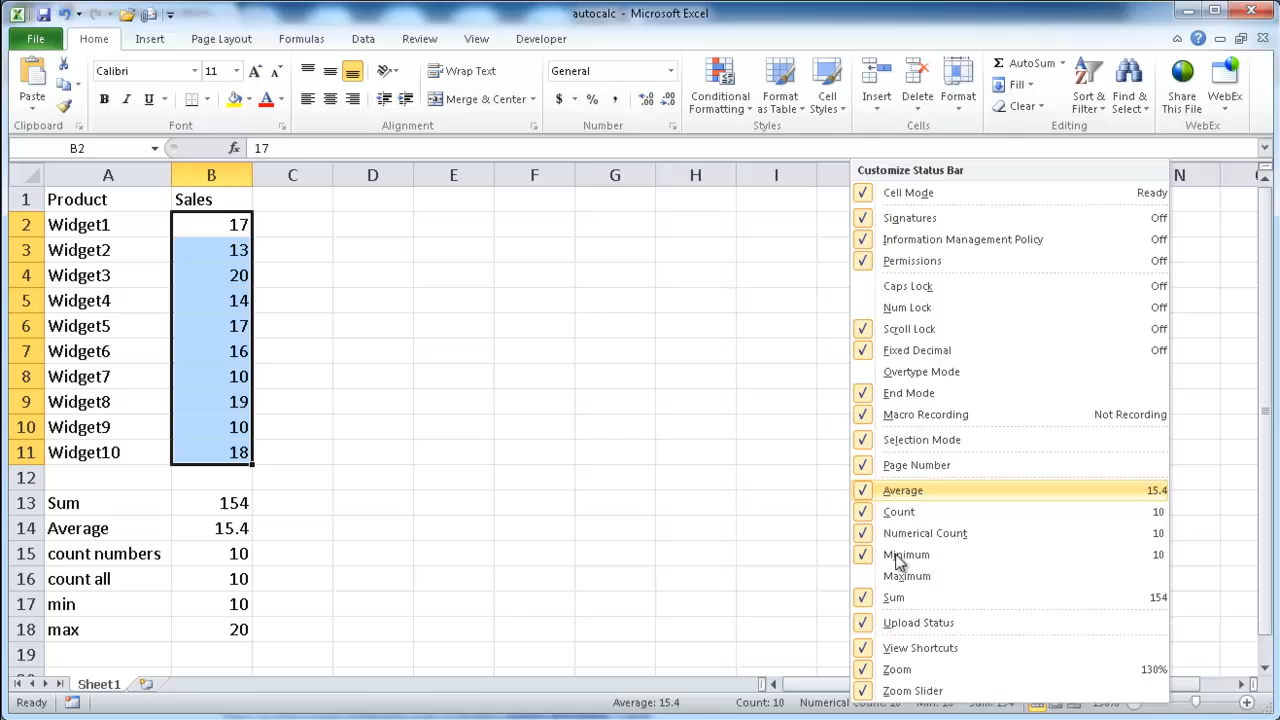 autocalc - Microsoft Excel
File Home Insert Page Layout Formulas Data Review View Developer
Paste Calibri 11 A A Wrap Text General Conditional Formatting Format as Table Cell Styles Insert Delete Format AutoSum Fill Clear Sort & Filter Find & Select Share This File WebEx
B I U A Merge & Center $ % ,
Clipboard Font Alignment Number Styles Cells Editing WebEx
B2 fx 17
A B C D E F G H I N
1 Product Sales
2 Widget1 17
3 Widget2 13
4 Widget3 20
5 Widget4 14
6 Widget5 17
7 Widget6 16
8 Widget7 10
9 Widget8 19
10 Widget9 10
11 Widget10 18
12
13 Sum 154
14 Average 15.4
15 count numbers 10
16 count all 10
17 min 10
18 max 20
19
Customize Status Bar
Cell Mode Ready
Signatures Off
Information Management Policy Off
Permissions Off
Caps Lock Off
Num Lock Off
Scroll Lock Off
Fixed Decimal Off
Overtype Mode
End Mode
Macro Recording Not Recording
Selection Mode
Page Number
Average 15.4
Count 10
Numerical Count 10
Minimum 10
Maximum
Sum 154
Upload Status
View Shortcuts
Zoom 130%
Zoom Slider
Sheet1
Ready Average: 15.4 Count: 10 Numerical